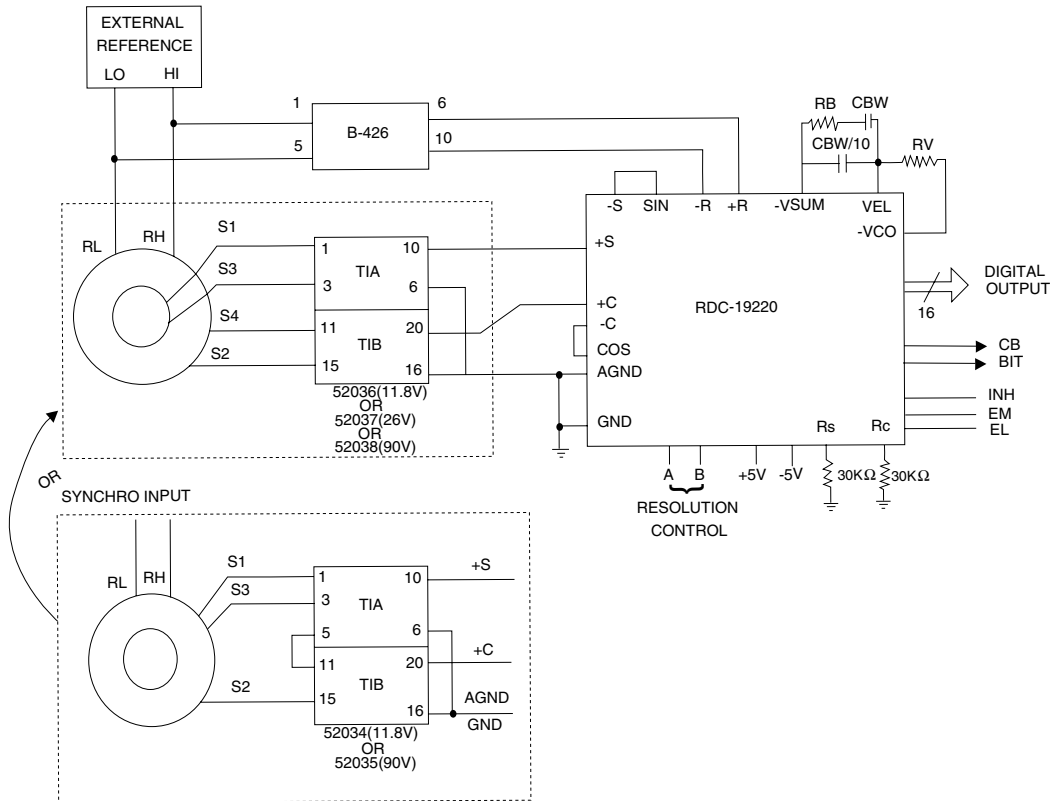 EXTERNAL
REFERENCE
LO HI
1
5
B-426
6
10
RB CBW
CBW/10
RV
-S SIN -R +R -VSUM VEL
-VCO
+S
+C
-C
COS
AGND
GND
RDC-19220
DIGITAL
OUTPUT
16
CB
BIT
INH
EM
EL
Rs Rc
A B +5V -5V 30KΩ 30KΩ
RESOLUTION
CONTROL
RL RH S1
S3
S4
S2
1 10
TIA
3 6
11 20
TIB
15 16
52036(11.8V)
OR
52037(26V)
OR
52038(90V)
OR
SYNCHRO INPUT
RL RH S1
S3
S2
1 10
3 TIA
5 6
11 20
TIB
15 16
+S
+C
AGND
GND
52034(11.8V)
OR
52035(90V)